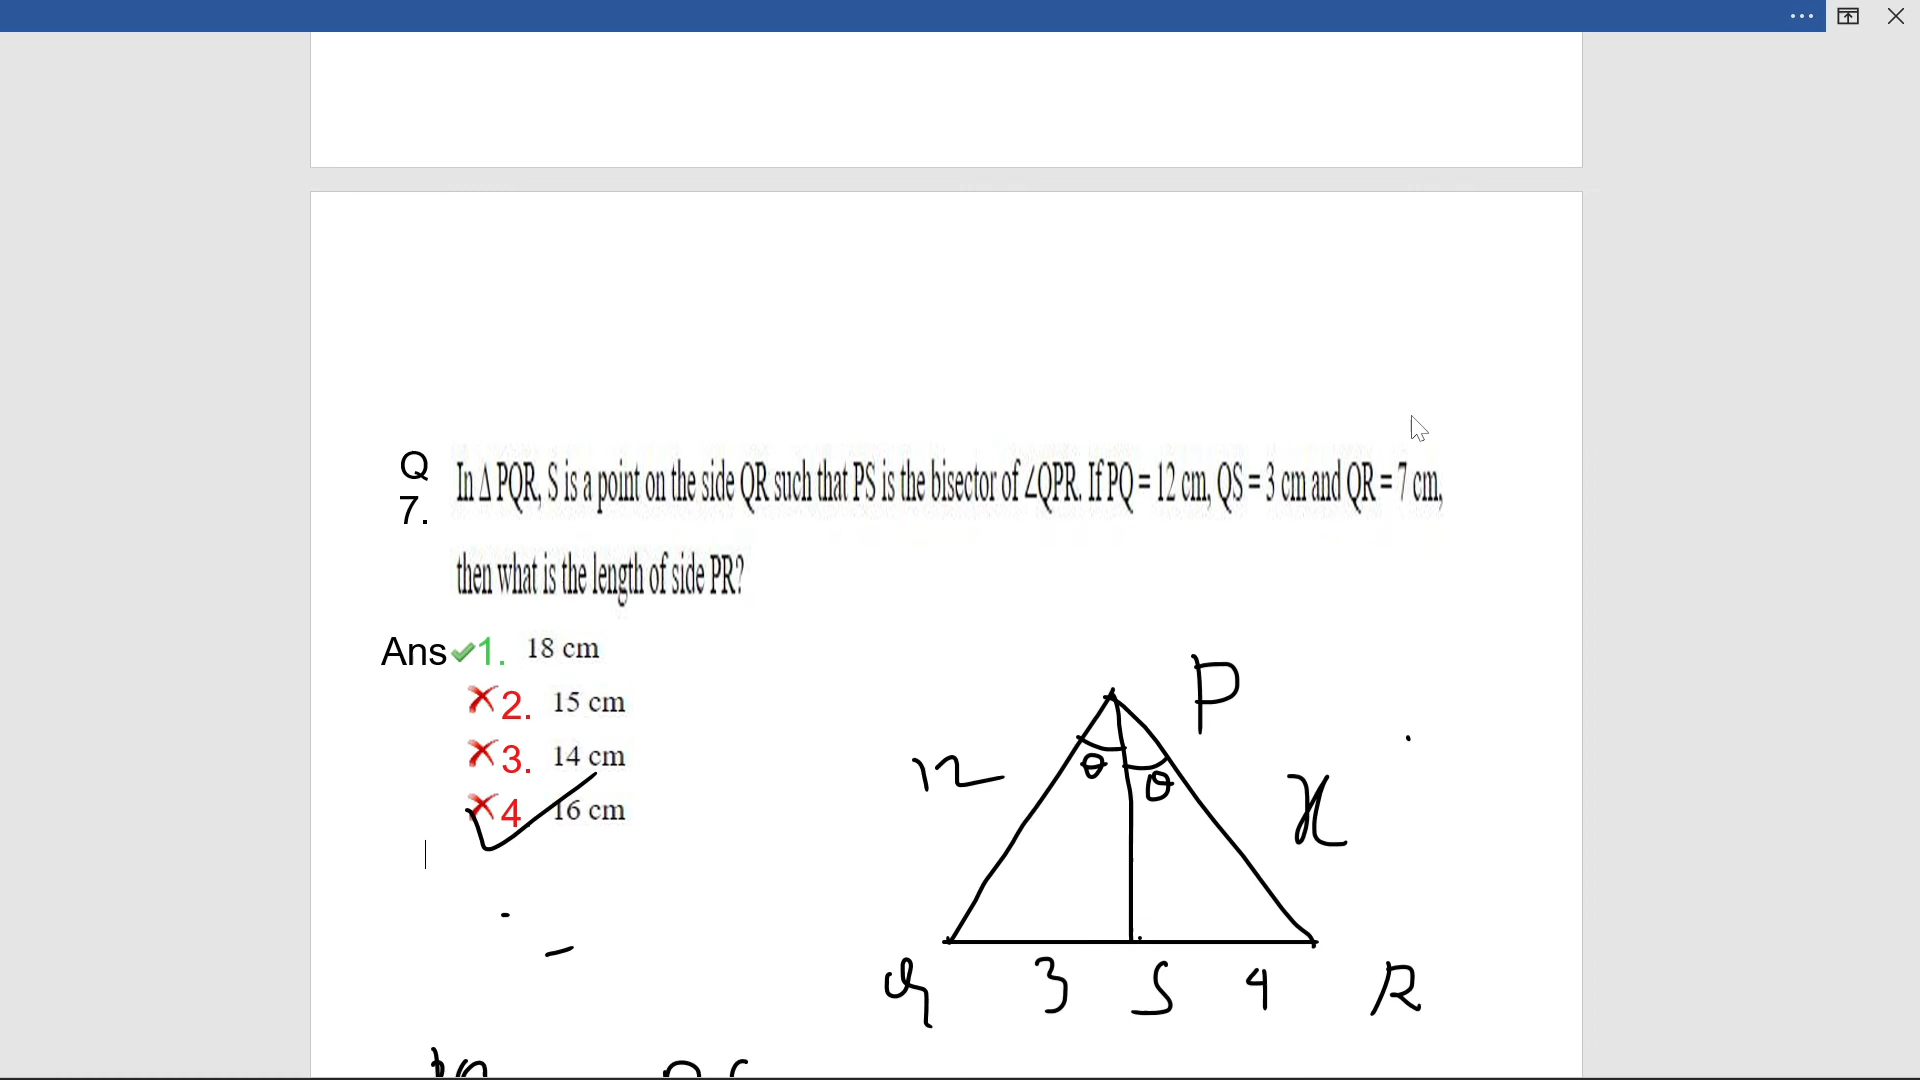 Q 7. In Δ PQR, S is a point on the side QR such that PS is the bisector of ∠QPR. If PQ = 12 cm, QS = 3 cm and QR = 7 cm,
then what is the length of side PR?
Ans 1. 18 cm
2. 15 cm
3. 14 cm
4. 16 cm
P
12
θ θ
x
Q 3 S 4 R